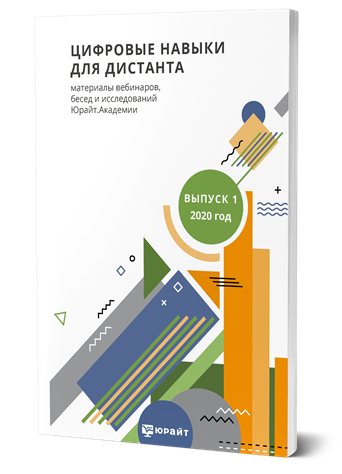 ЦИФРОВЫЕ НАВЫКИ
ДЛЯ ДИСТАНТА
материалы вебинаров,
бесед и исследований
Юрайт.Академии
ВЫПУСК 1
2020 год
юрайт